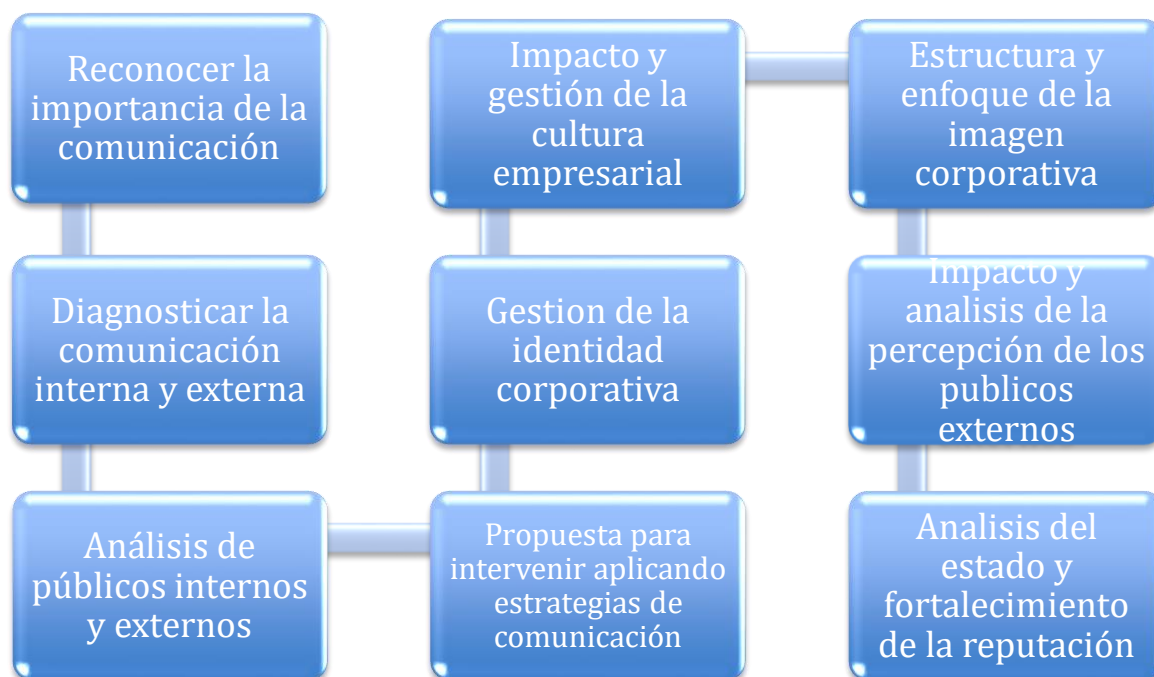 Reconocer la
importancia de la
comunicación
Diagnosticar la
comunicación
interna y externa
Análisis de
públicos internos
y externos
Propuesta para
intervenir aplicando
estrategias de
comunicación
Gestion de la
identidad
corporativa
Impacto y
gestión de la
cultura
empresarial
Estructura y
enfoque de la
imagen
corporativa
Impacto y
analisis de la
percepción de los
publicos
externos
Analisis del
estado y
fortalecimiento
de la reputación